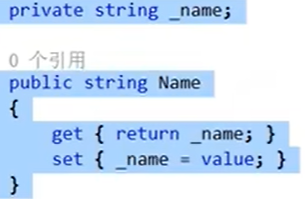 private string _name;
0 个引用
public string Name
{
get { return _name; }
set { _name = value; }
}